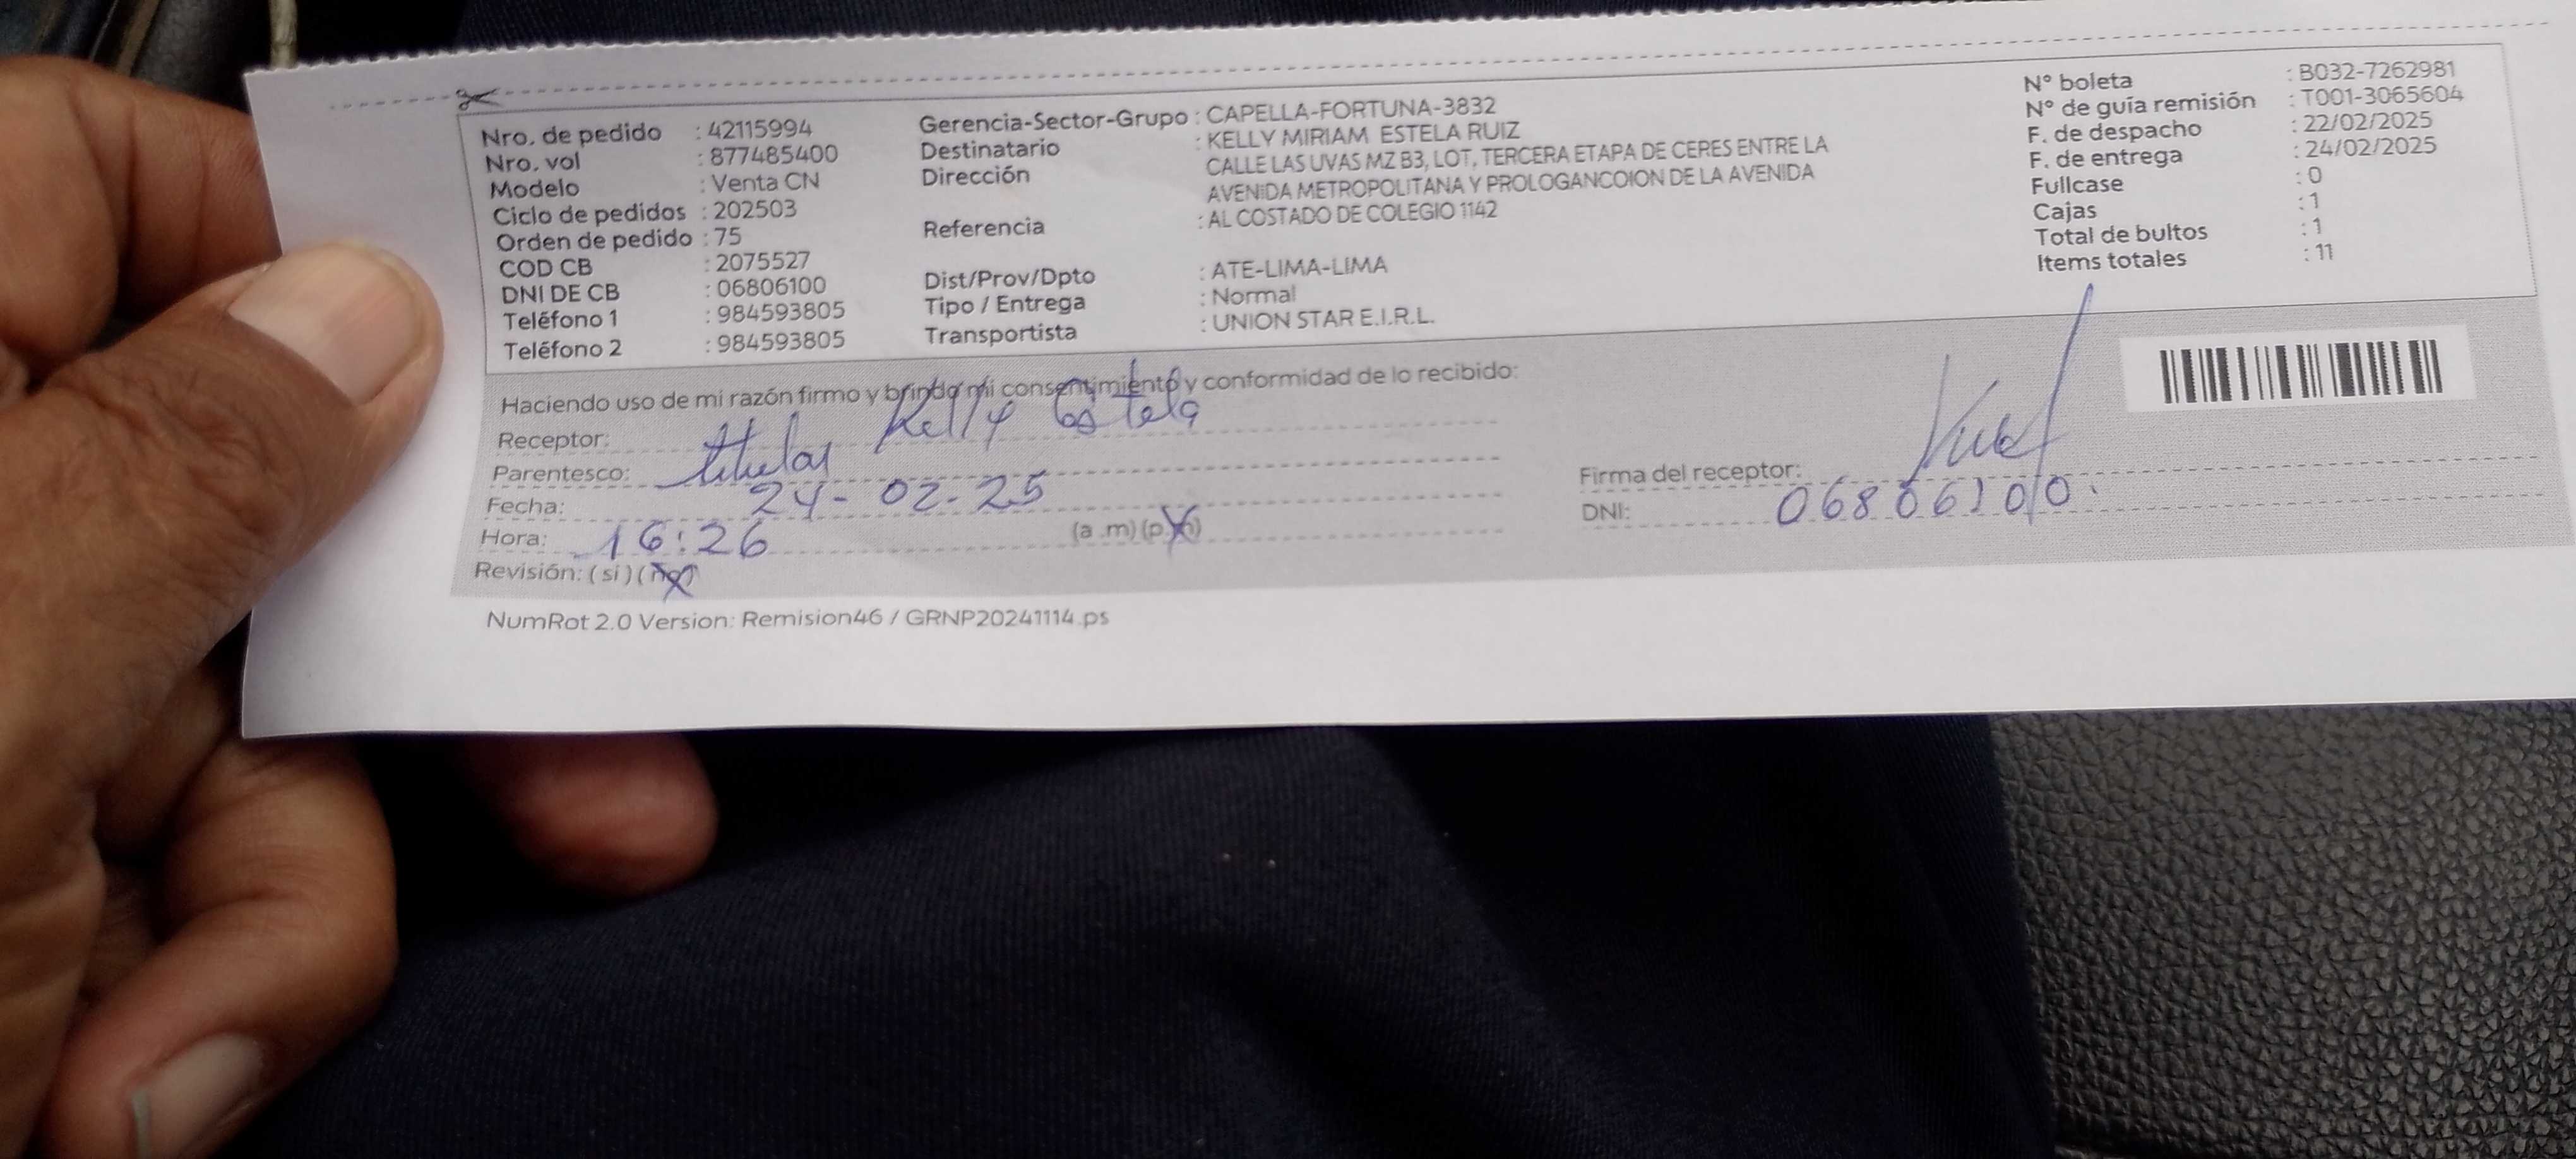 Nro. de pedido : 42115994
Nro. vol : 877485400
Modelo : Venta CN
Ciclo de pedidos : 202503
Orden de pedido : 75
COD CB : 2075527
DNI DE CB : 06806100
Teléfono 1 : 984593805
Teléfono 2 : 984593805
Gerencia-Sector-Grupo : CAPELLA-FORTUNA-3832
Destinatario : KELLY MIRIAM ESTELA RUIZ
Dirección CALLE LAS UVAS MZ B3, LOT, TERCERA ETAPA DE CERES ENTRE LA
AVENIDA METROPOLITANA Y PROLOGANCOION DE LA AVENIDA
Referencia : AL COSTADO DE COLEGIO 1142
Dist/Prov/Dpto : ATE-LIMA-LIMA
Tipo / Entrega : Normal
Transportista : UNION STAR E.I.R.L.
N° boleta : B032-7262981
N° de guía remisión : T001-3065604
F. de despacho : 22/02/2025
F. de entrega : 24/02/2025
Fullcase : 0
Cajas : 1
Total de bultos : 1
Items totales : 11
Haciendo uso de mi razón firmo y brindo mi consentimiento y conformidad de lo recibido:
Receptor: Kelly Estela
Parentesco: titular
Fecha: 24-02-25
Hora: 16:26 (a.m) (p.m)
Revisión: (si) (no)
Firma del receptor:
DNI: 06806100
NumRot 2.0 Version: Remision46 / GRNP20241114.ps